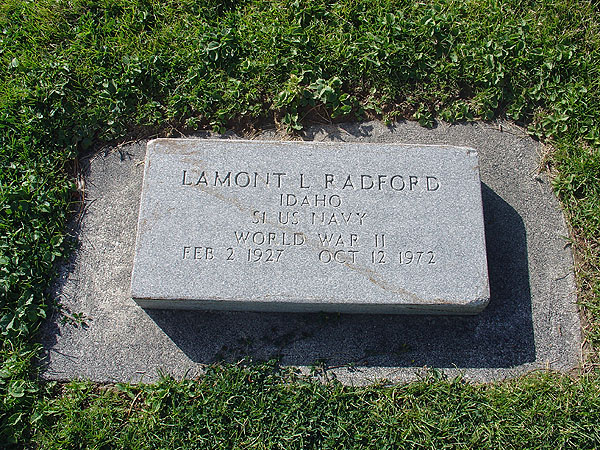 LAMONT L RADFORD
IDAHO
S1 US NAVY
WORLD WAR II
FEB 2 1927 OCT 12 1972